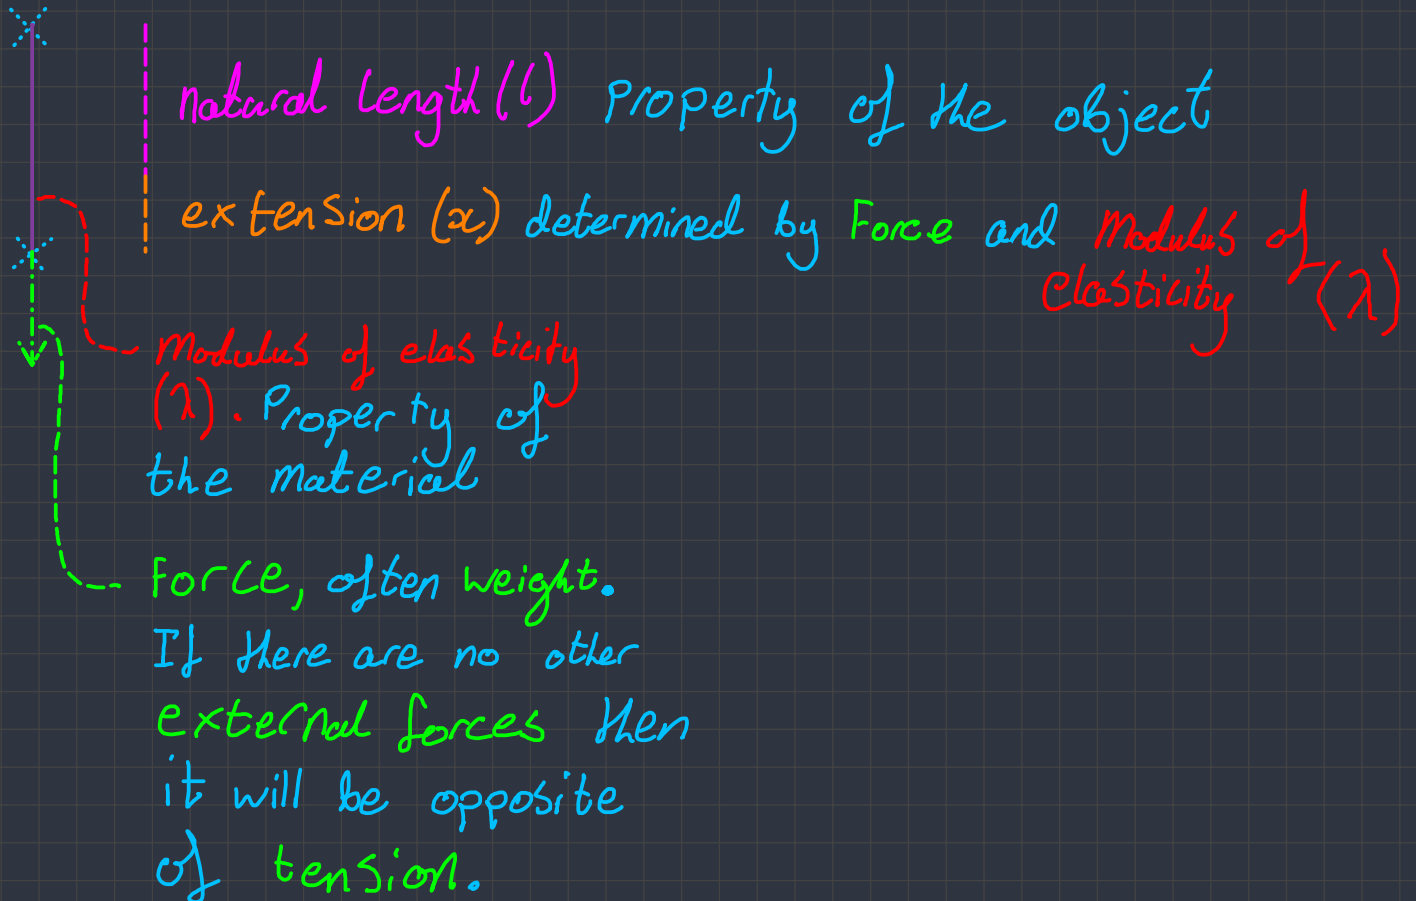 natural length (l) Property of the object
extension (x) determined by Force and Modulus of
elasticity (λ)
Modulus of elasticity
(λ). Property of
the material
Force, often weight.
If there are no other
external forces then
it will be opposite
of tension.